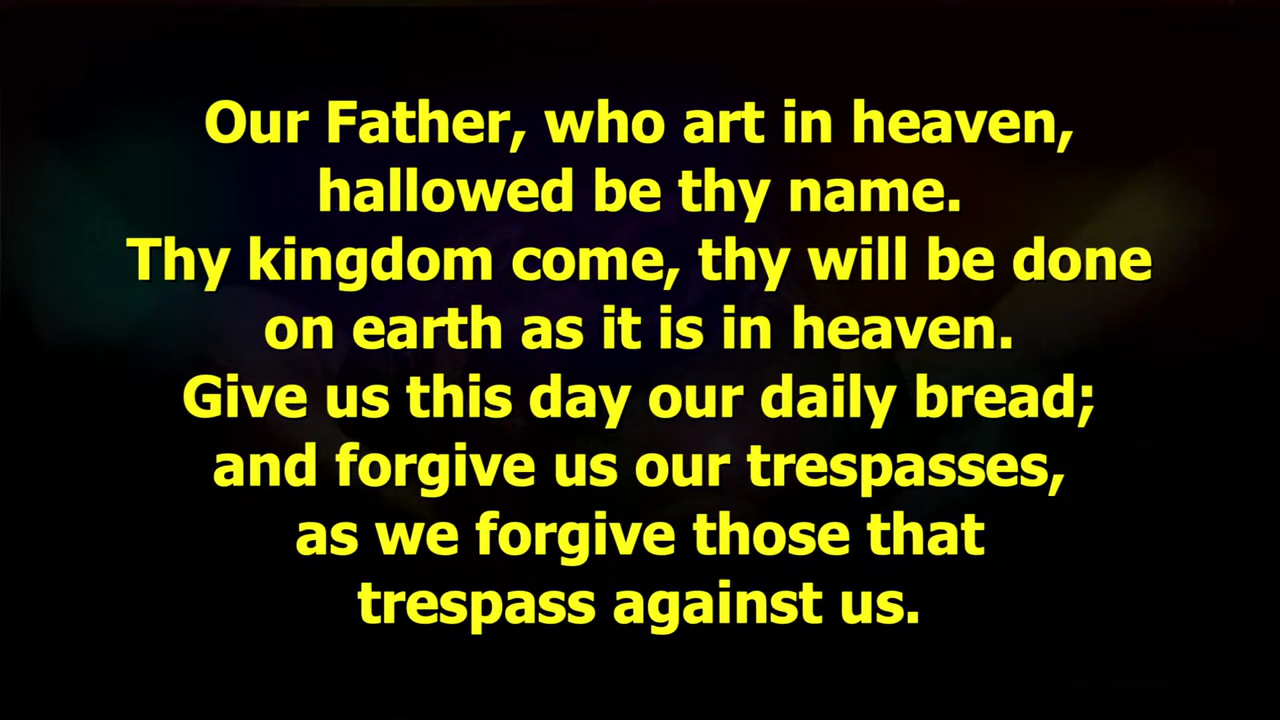 Our Father, who art in heaven,
hallowed be thy name.
Thy kingdom come, thy will be done
on earth as it is in heaven.
Give us this day our daily bread;
and forgive us our trespasses,
as we forgive those that
trespass against us.